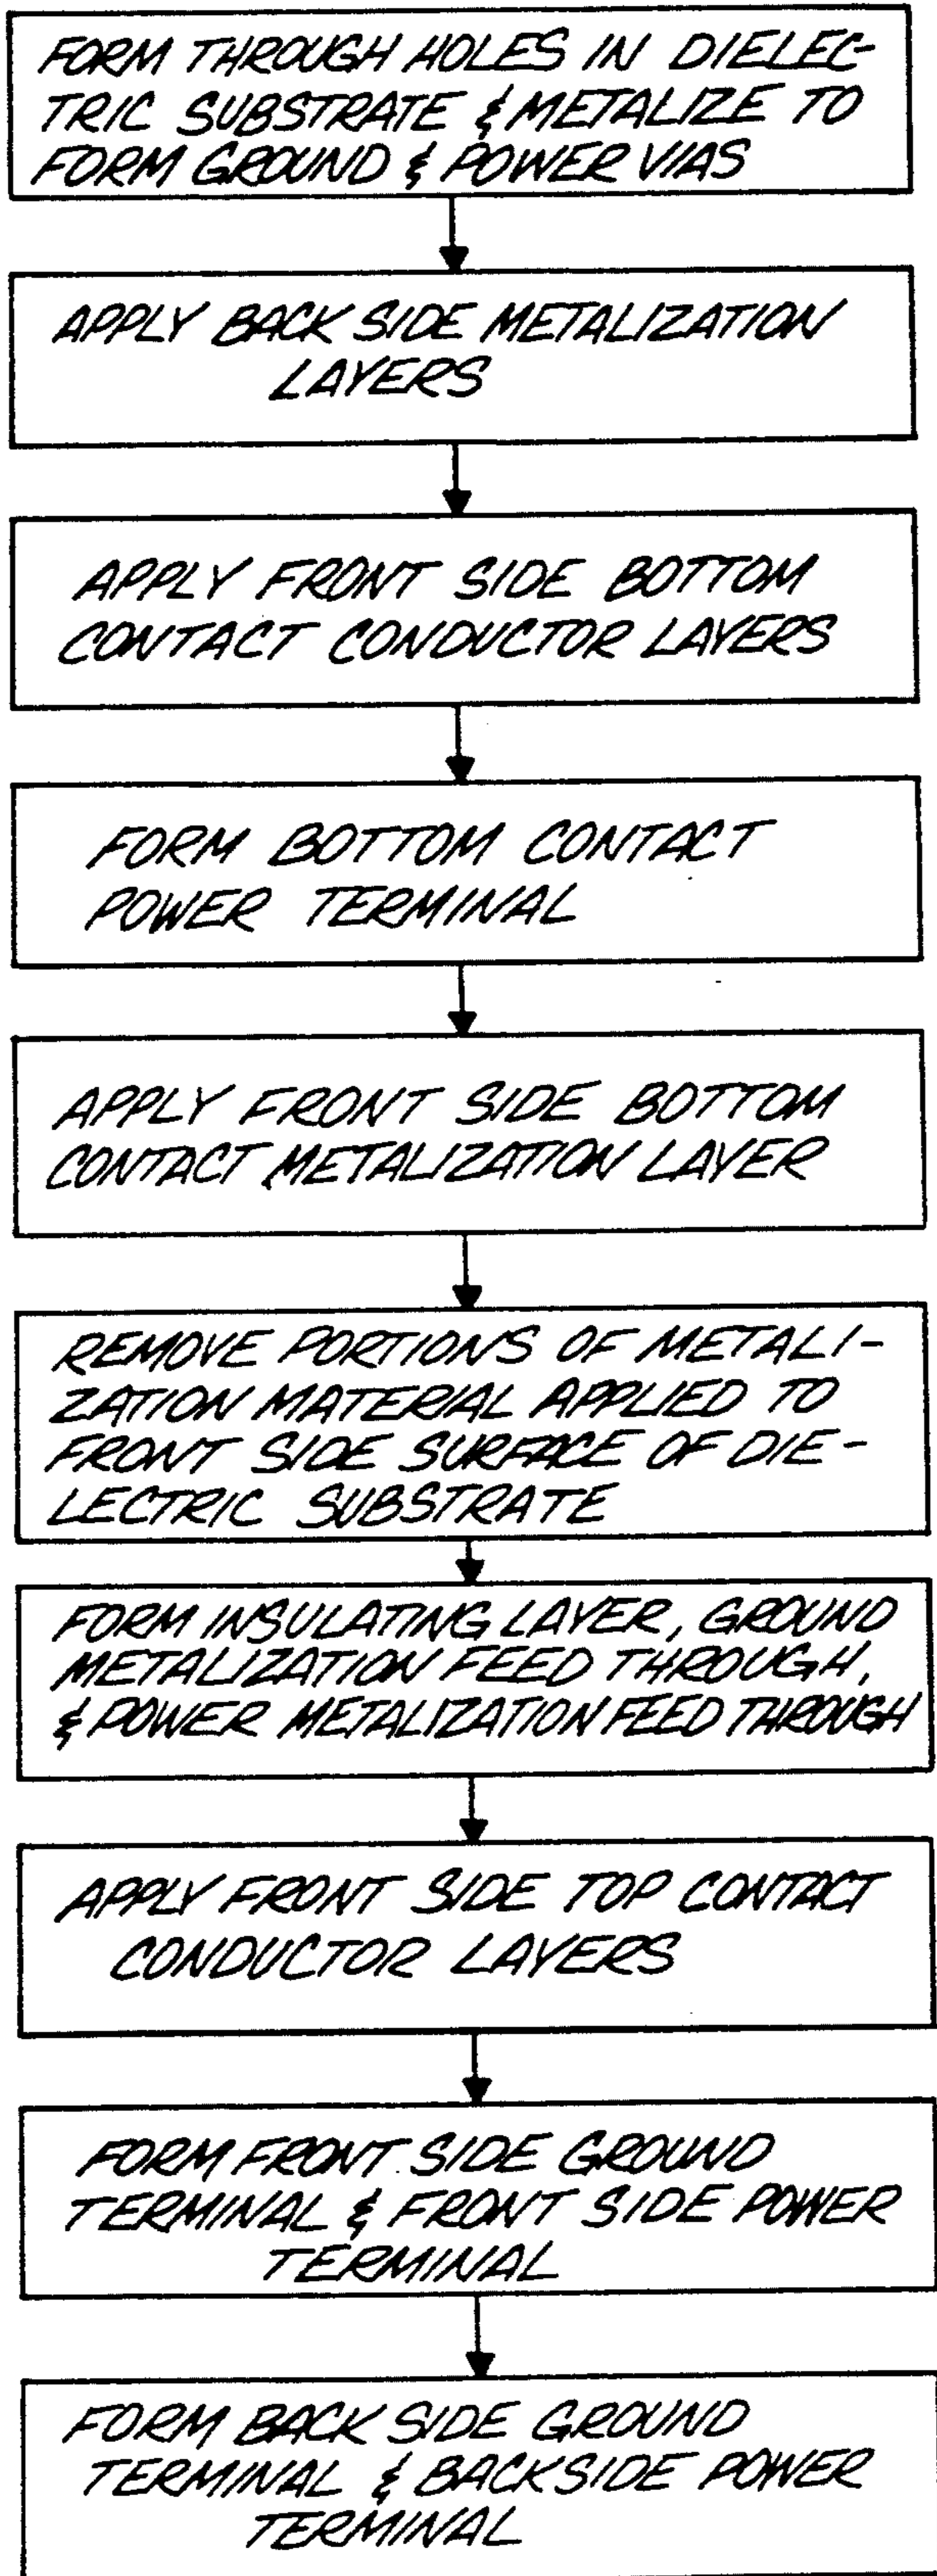 FORM THROUGH HOLES IN DIELEC-
TRIC SUBSTRATE & METALIZE TO
FORM GROUND & POWER VIAS
APPLY BACK SIDE METALIZATION
LAYERS
APPLY FRONT SIDE BOTTOM
CONTACT CONDUCTOR LAYERS
FORM BOTTOM CONTACT
POWER TERMINAL
APPLY FRONT SIDE BOTTOM
CONTACT METALIZATION LAYER
REMOVE PORTIONS OF METALI-
ZATION MATERIAL APPLIED TO
FRONT SIDE SURFACE OF DIE-
LECTRIC SUBSTRATE
FORM INSULATING LAYER, GROUND
METALIZATION FEED THROUGH,
& POWER METALIZATION FEED THROUGH
APPLY FRONT SIDE TOP CONTACT
CONDUCTOR LAYERS
FORM FRONT SIDE GROUND
TERMINAL & FRONT SIDE POWER
TERMINAL
FORM BACK SIDE GROUND
TERMINAL & BACKSIDE POWER
TERMINAL